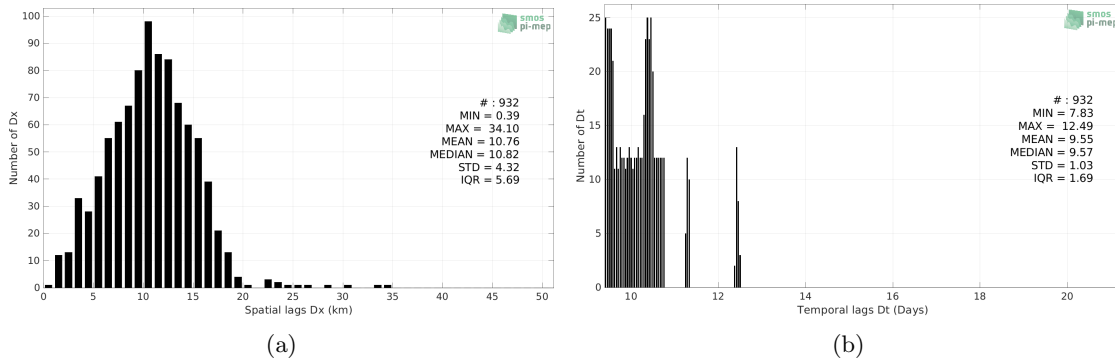 100
90
80
70
60
50
40
30
20
10
0
Number of Dx
0 5 10 15 20 25 30 35 40 45 50
Spatial lags Dx (km)
smos
pi-mep
# : 932
MIN = 0.39
MAX = 34.10
MEAN = 10.76
MEDIAN = 10.82
STD = 4.32
IQR = 5.69
(a)
25
20
15
10
5
0
Number of Dt
10 12 14 16 18 20
Temporal lags Dt (Days)
smos
pi-mep
# : 932
MIN = 7.83
MAX = 12.49
MEAN = 9.55
MEDIAN = 9.57
STD = 1.03
IQR = 1.69
(b)